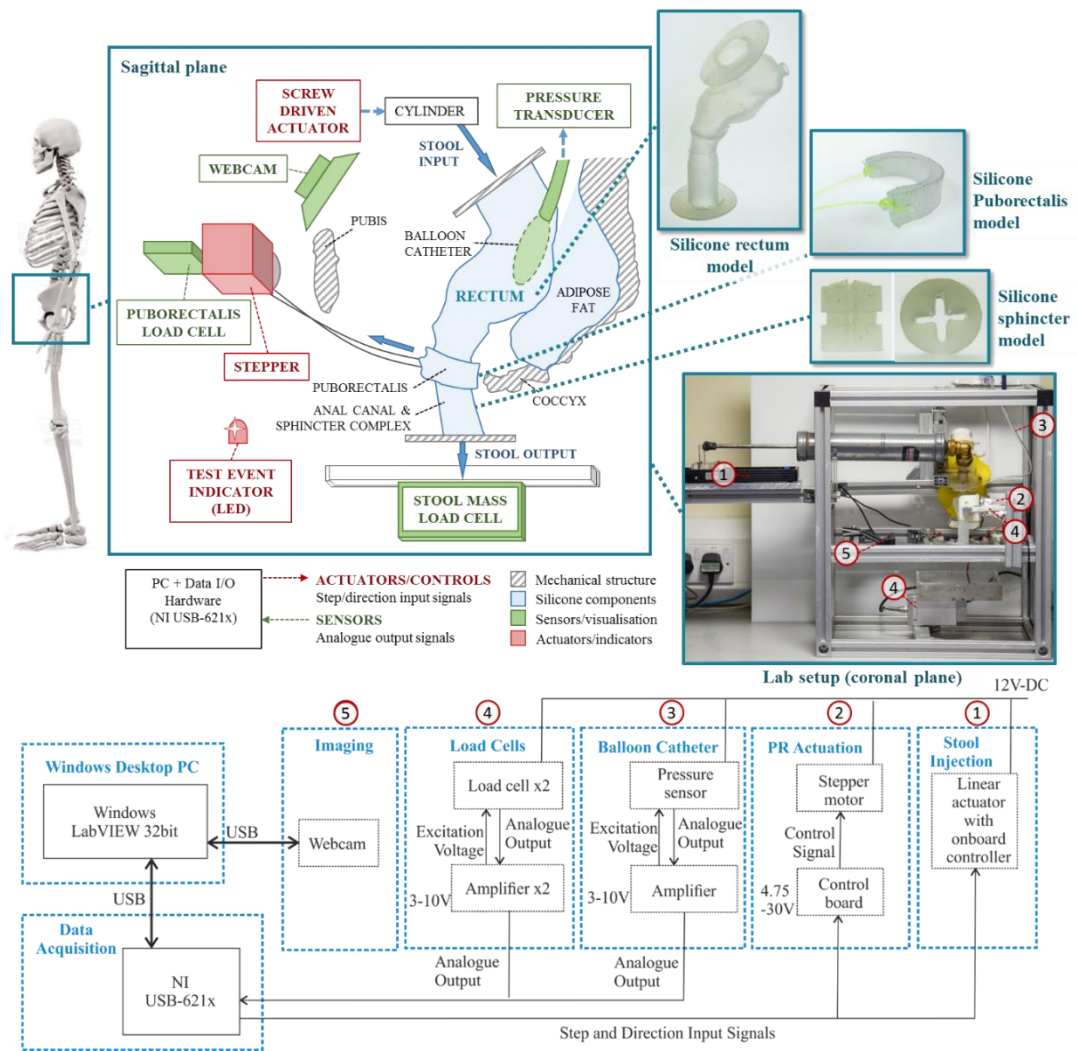 Sagittal plane
SCREW
DRIVEN
ACTUATOR
CYLINDER
PRESSURE
TRANSDUCER
STOOL
INPUT
WEBCAM
PUBIS
BALLOON
CATHETER
RECTUM
ADIPOSE
FAT
PUBORECTALIS
LOAD CELL
STEPPER
PUBORECTALIS
COCCYX
ANAL CANAL &
SPHINCTER COMPLEX
STOOL OUTPUT
TEST EVENT
INDICATOR
(LED)
STOOL MASS
LOAD CELL
Silicone rectum
model
Silicone
Puborectalis
model
Silicone
sphincter
model
1
2
3
4
5
4
Lab setup (coronal plane)
PC + Data I/O
Hardware
(NI USB-621x)
ACTUATORS/CONTROLS
Step/direction input signals
SENSORS
Analogue output signals
Mechanical structure
Silicone components
Sensors/visualisation
Actuators/indicators
12V-DC
5
4
3
2
1
Windows Desktop PC
Windows
LabVIEW 32bit
USB
USB
Imaging
Webcam
Load Cells
Load cell x2
Excitation
Voltage
Analogue
Output
3-10V
Amplifier x2
Analogue
Output
Balloon Catheter
Pressure
sensor
Excitation
Voltage
Analogue
Output
3-10V
Amplifier
Analogue
Output
PR Actuation
Stepper
motor
Control
Signal
4.75
-30V
Control
board
Stool
Injection
Linear
actuator
with
onboard
controller
Data
Acquisition
NI
USB-621x
Step and Direction Input Signals